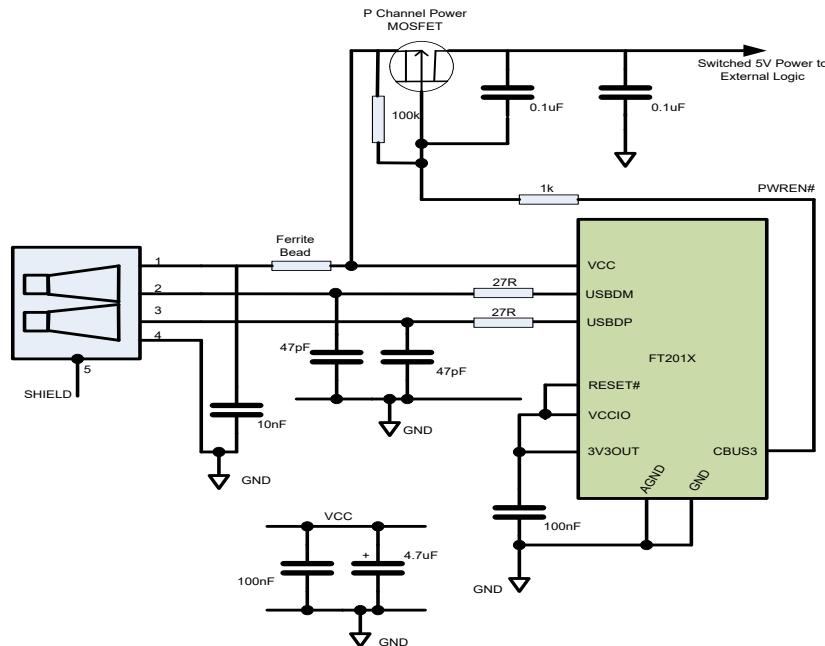 P Channel Power
MOSFET
Switched 5V Power to
External Logic
100k
0.1uF
0.1uF
1k
PWREN#
Ferrite
Bead
1
2
3
4
5
SHIELD
27R
27R
VCC
USBDM
USBDP
FT201X
47pF
47pF
RESET#
VCCIO
3V3OUT
CBUS3
AGND
GND
10nF
GND
GND
100nF
GND
VCC
100nF
+
4.7uF
GND